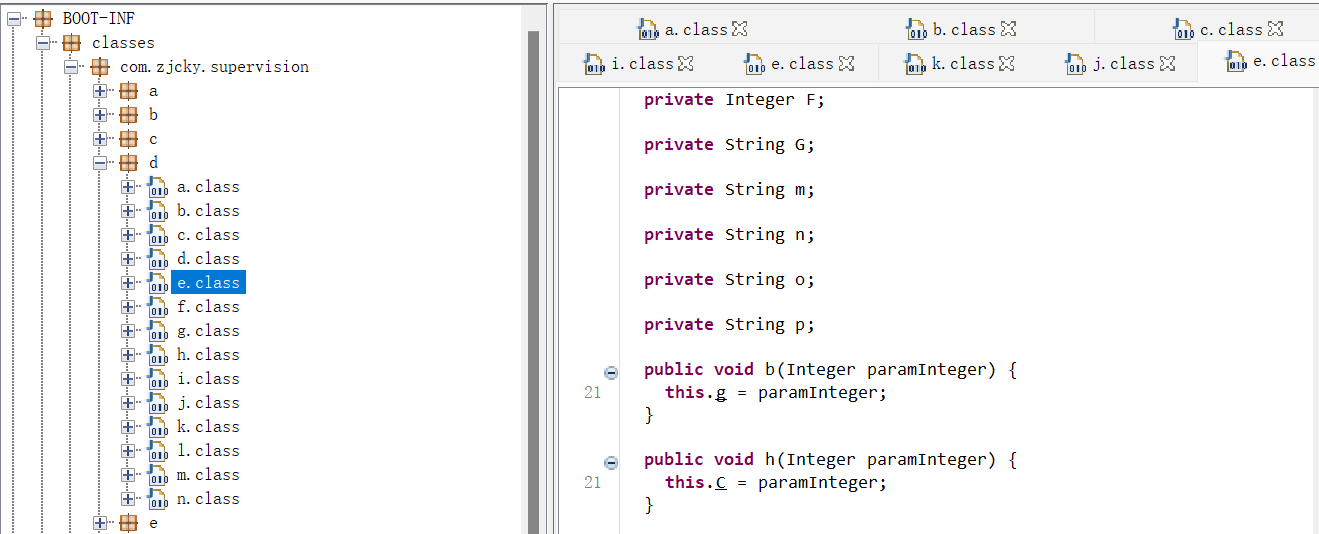 BOOT-INF
classes
com.zjcky.supervision
a
b
c
d
a.class
b.class
c.class
d.class
e.class
f.class
g.class
h.class
i.class
j.class
k.class
l.class
m.class
n.class
e
a.class
b.class
c.class
i.class
e.class
k.class
j.class
e.class
private Integer F;
private String G;
private String m;
private String n;
private String o;
private String p;
public void b(Integer paramInteger) {
21 this.g = paramInteger;
}
public void h(Integer paramInteger) {
21 this.C = paramInteger;
}